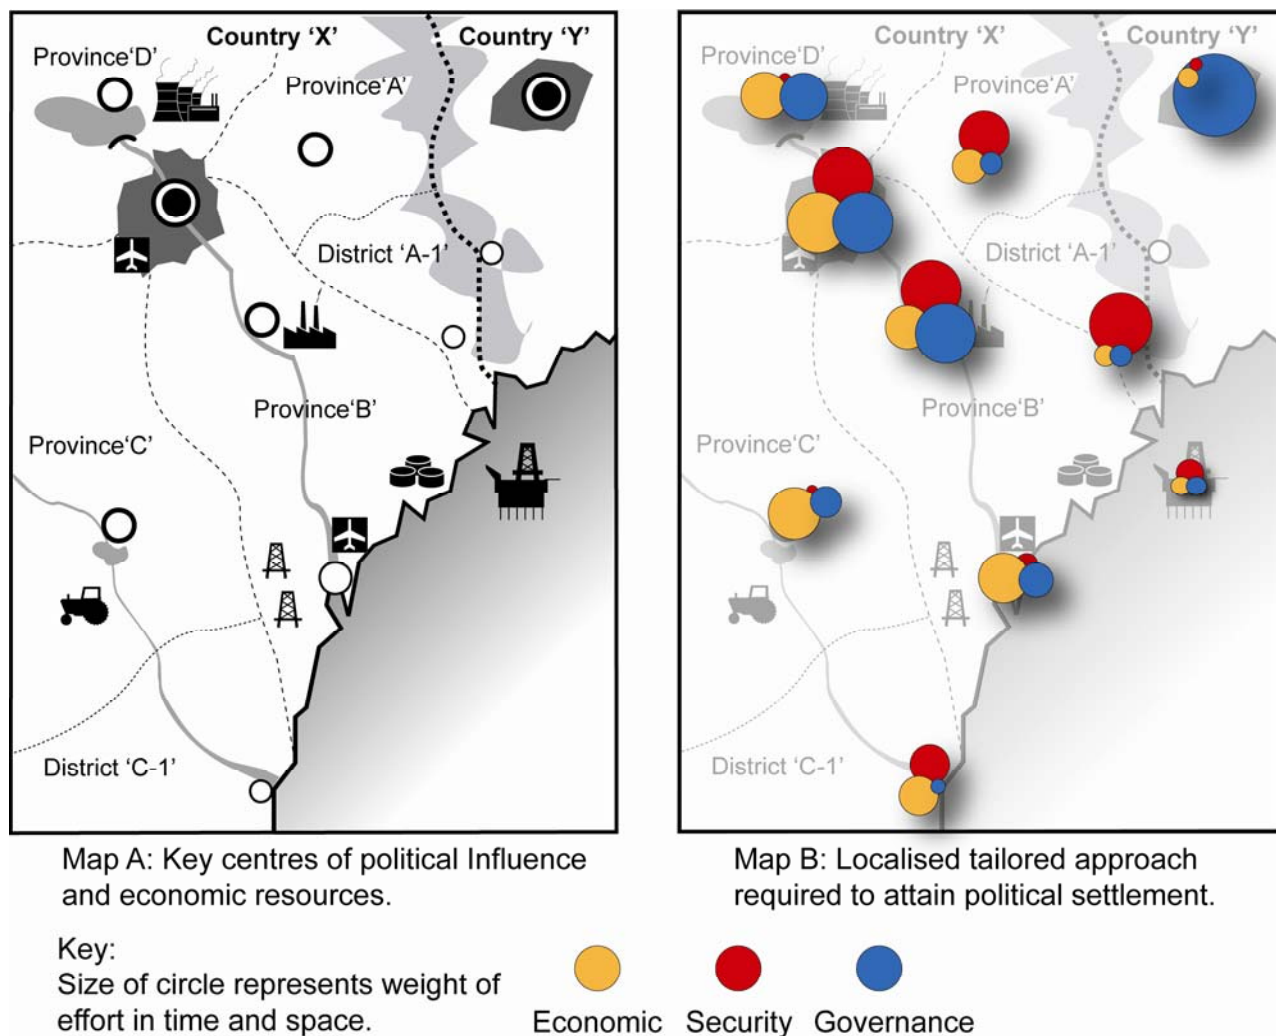 Country ‘X’
Country ‘Y’
Province‘D’
Province‘A’
District ‘A-1’
Province‘B’
Province‘C’
District ‘C-1’
Map A: Key centres of political Influence
and economic resources.
Country ‘X’
Country ‘Y’
Province‘D’
Province‘A’
District ‘A-1’
Province‘B’
Province‘C’
District ‘C-1’
Map B: Localised tailored approach
required to attain political settlement.
Key:
Size of circle represents weight of
effort in time and space.
Economic
Security
Governance